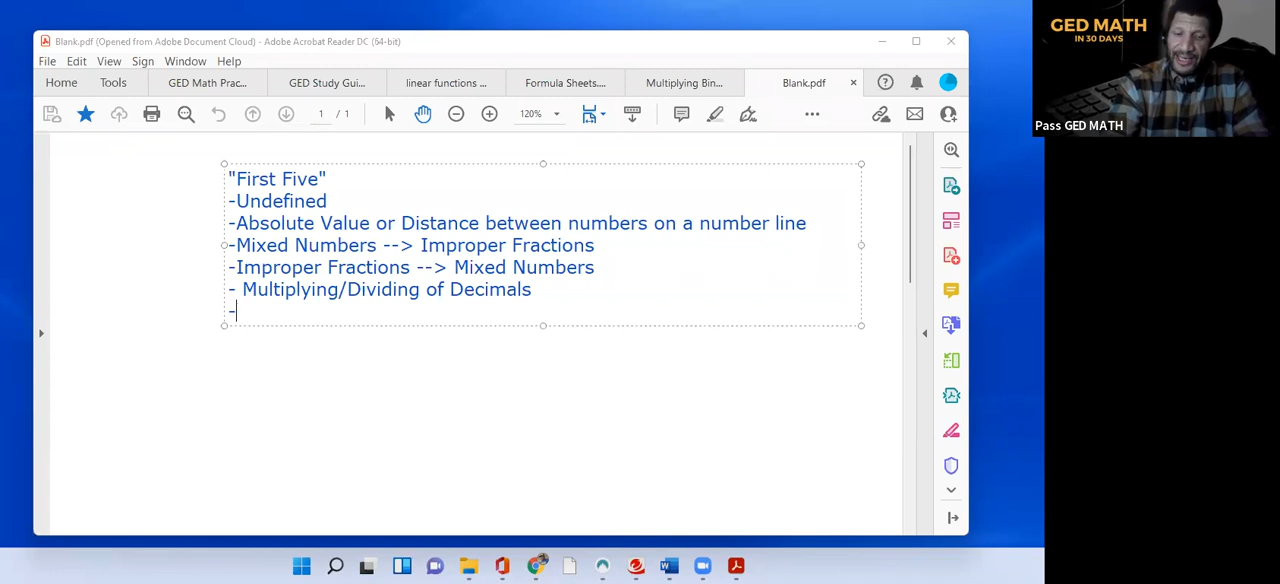 GED MATH
IN 30 DAYS
Pass GED MATH
Blank.pdf (Opened from Adobe Document Cloud) - Adobe Acrobat Reader DC (64-bit)
File Edit View Sign Window Help
Home Tools GED Math Prac... GED Study Gui... linear functions ... Formula Sheets.... Multiplying Bin... Blank.pdf ×
1 / 1 120%
"First Five"
-Undefined
-Absolute Value or Distance between numbers on a number line
-Mixed Numbers --> Improper Fractions
-Improper Fractions --> Mixed Numbers
- Multiplying/Dividing of Decimals
-